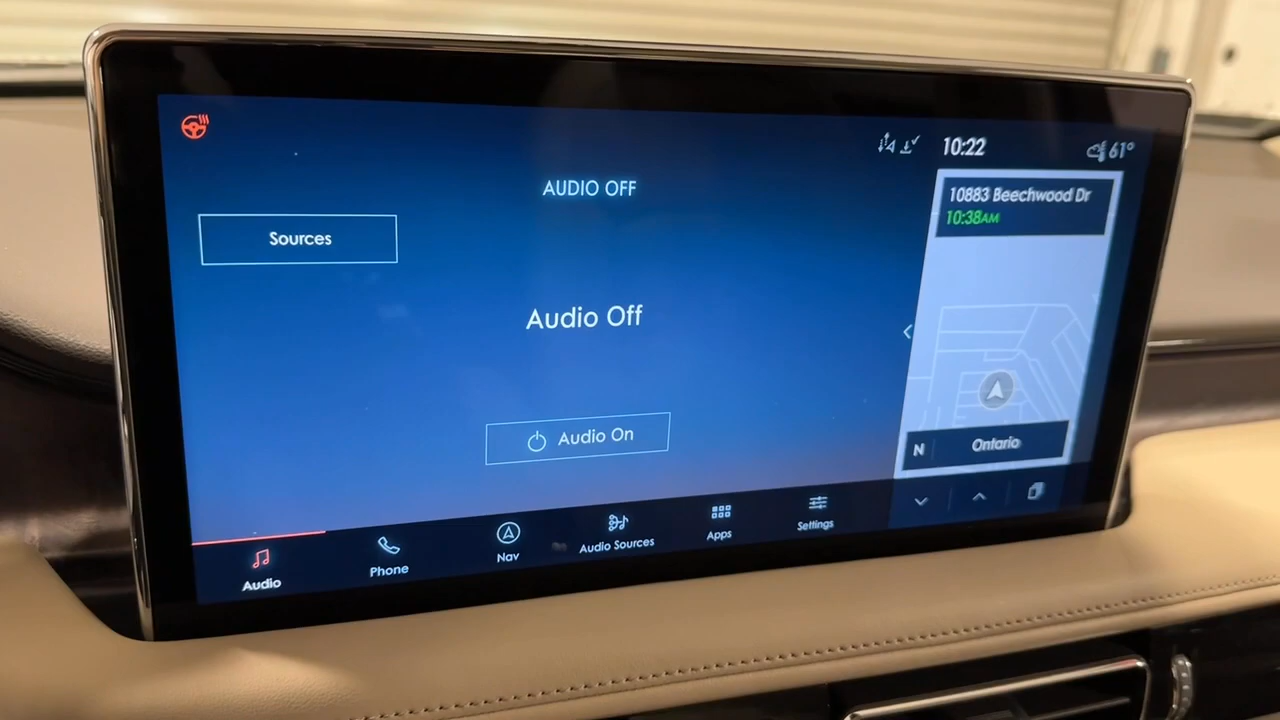 10:22
61°
AUDIO OFF
10883 Beechwood Dr
10:38AM
Sources
Audio Off
Audio On
N
Ontario
Audio
Phone
Nav
Audio Sources
Apps
Settings